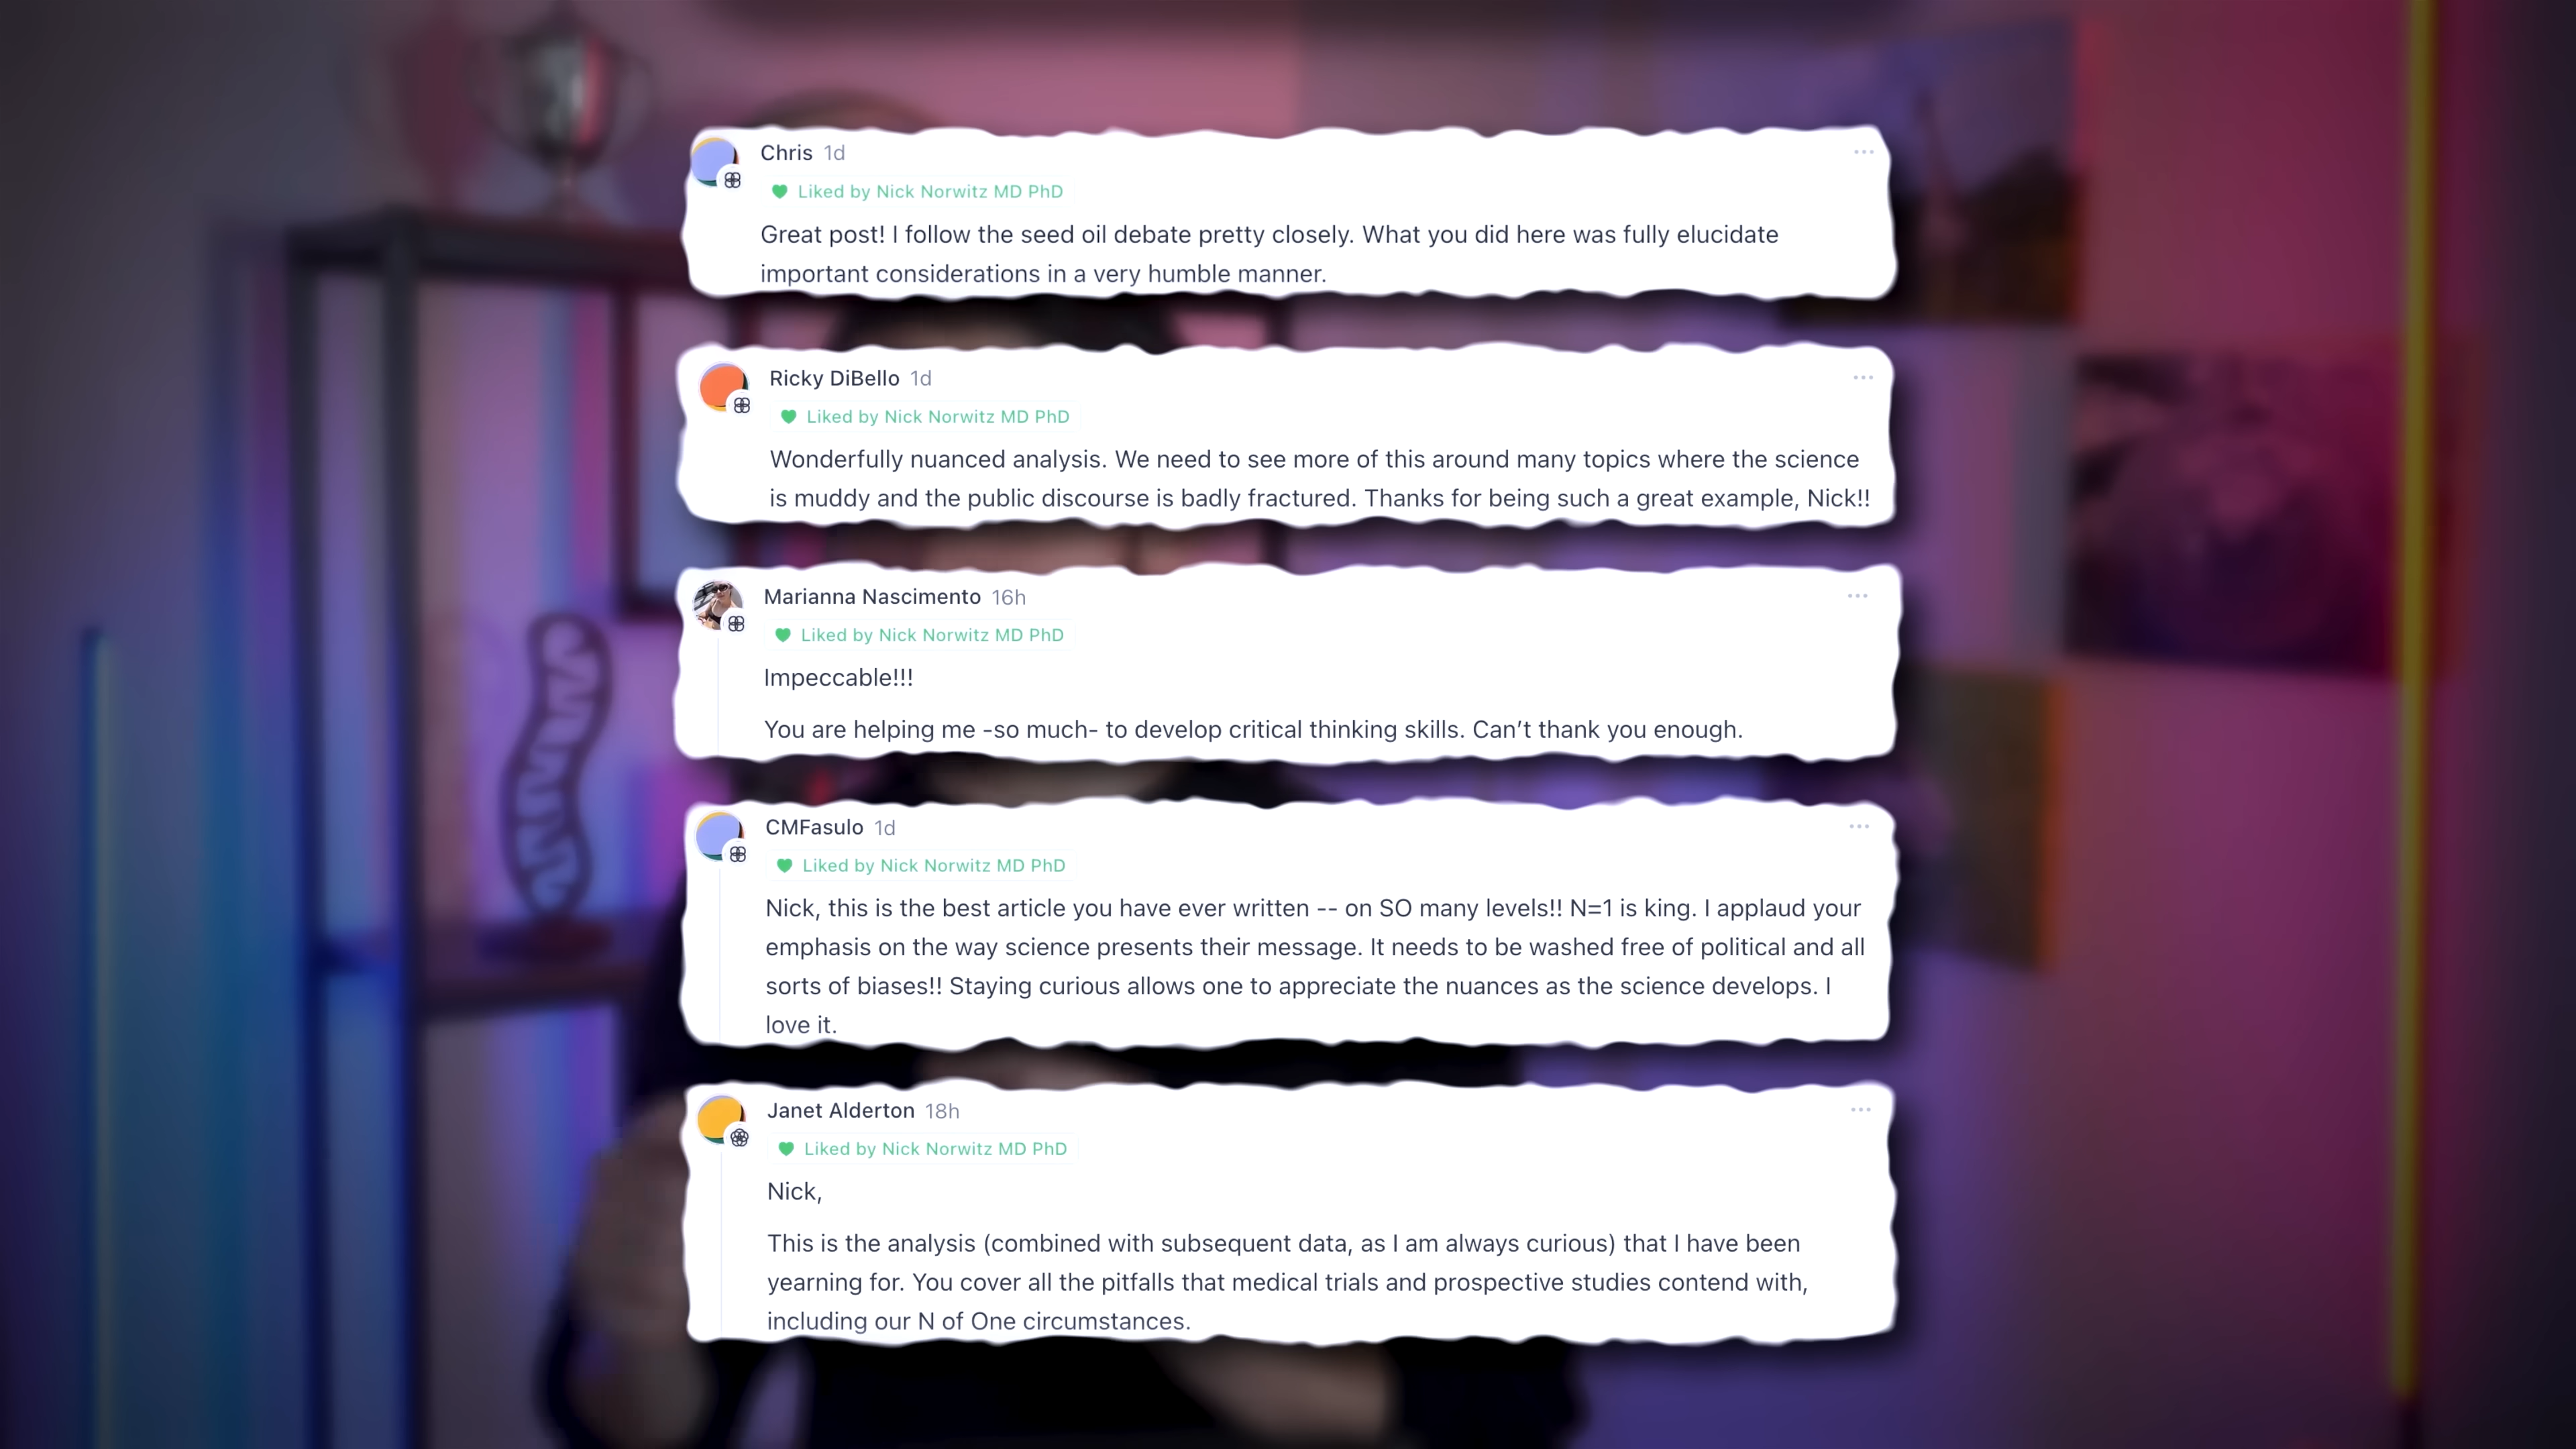 Chris 1d
Liked by Nick Norwitz MD PhD
Great post! I follow the seed oil debate pretty closely. What you did here was fully elucidate
important considerations in a very humble manner.
Ricky DiBello 1d
Liked by Nick Norwitz MD PhD
Wonderfully nuanced analysis. We need to see more of this around many topics where the science
is muddy and the public discourse is badly fractured. Thanks for being such a great example, Nick!!
Marianna Nascimento 16h
Liked by Nick Norwitz MD PhD
Impeccable!!!
You are helping me -so much- to develop critical thinking skills. Can’t thank you enough.
CMFasulo 1d
Liked by Nick Norwitz MD PhD
Nick, this is the best article you have ever written -- on SO many levels!! N=1 is king. I applaud your
emphasis on the way science presents their message. It needs to be washed free of political and all
sorts of biases!! Staying curious allows one to appreciate the nuances as the science develops. I
love it.
Janet Alderton 18h
Liked by Nick Norwitz MD PhD
Nick,
This is the analysis (combined with subsequent data, as I am always curious) that I have been
yearning for. You cover all the pitfalls that medical trials and prospective studies contend with,
including our N of One circumstances.